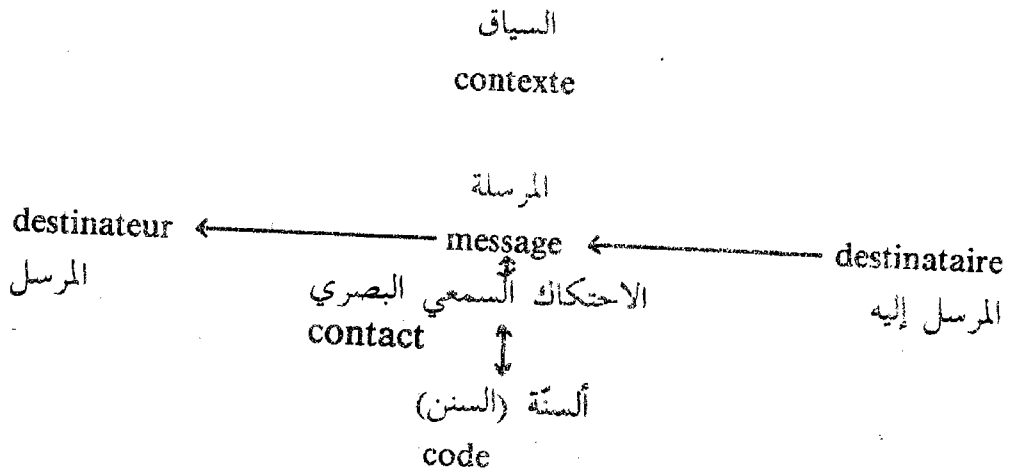 السياق
contexte
المرسلة
destinateur message destinataire
المرسل الاحتكاك السمعي البصري المرسل إليه
contact
ألسنّة (السنن)
code